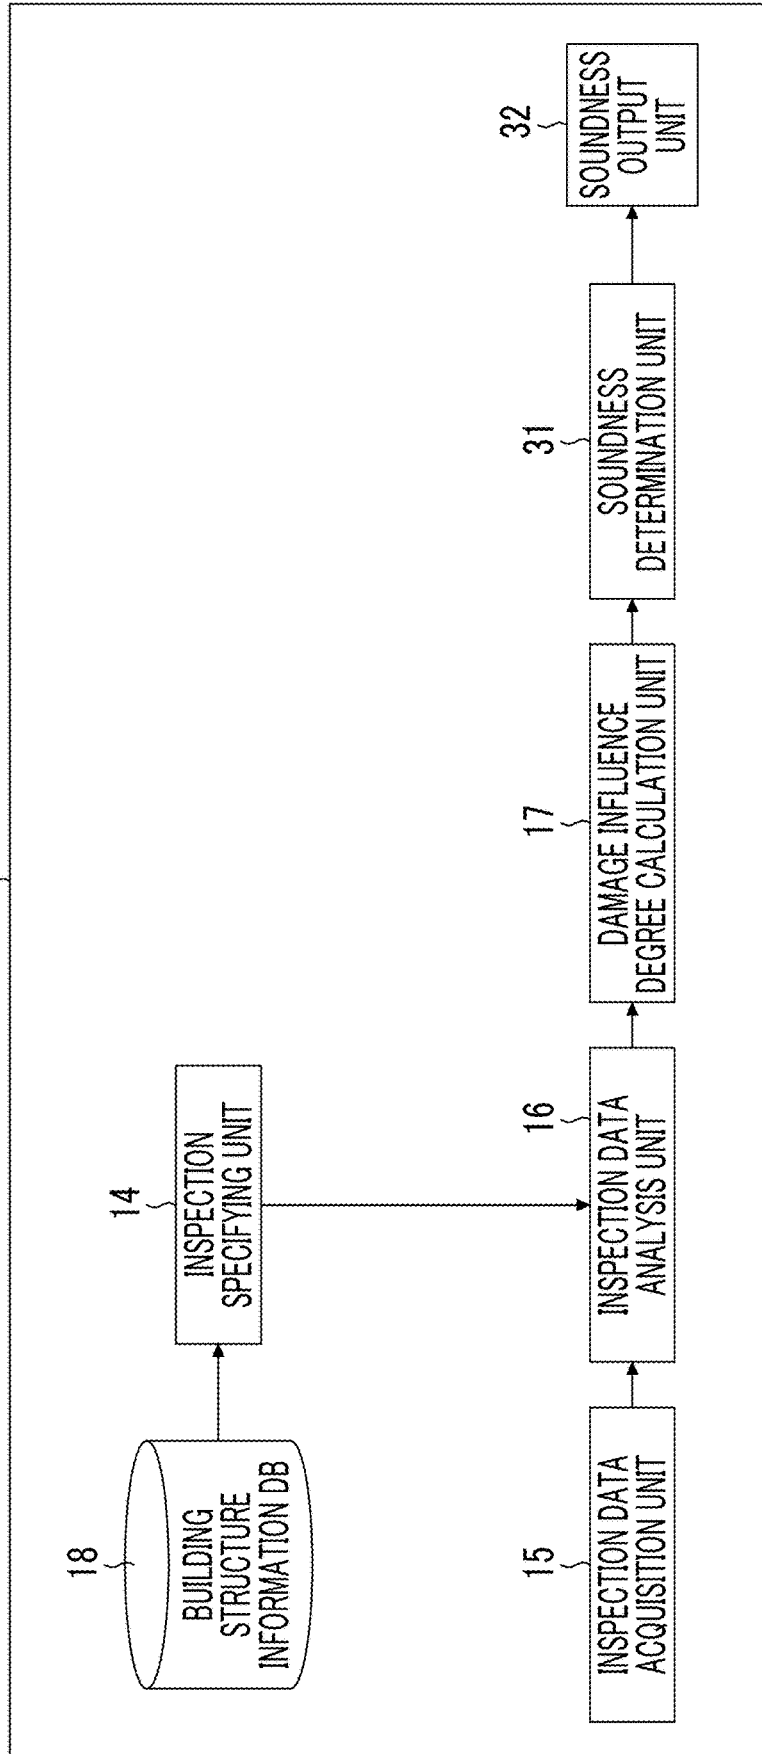 18
BUILDING
STRUCTURE
INFORMATION DB
14
INSPECTION
SPECIFYING UNIT
15
INSPECTION DATA
ACQUISITION UNIT
16
INSPECTION DATA
ANALYSIS UNIT
17
DAMAGE INFLUENCE
DEGREE CALCULATION UNIT
31
SOUNDNESS
DETERMINATION UNIT
32
SOUNDNESS
OUTPUT
UNIT